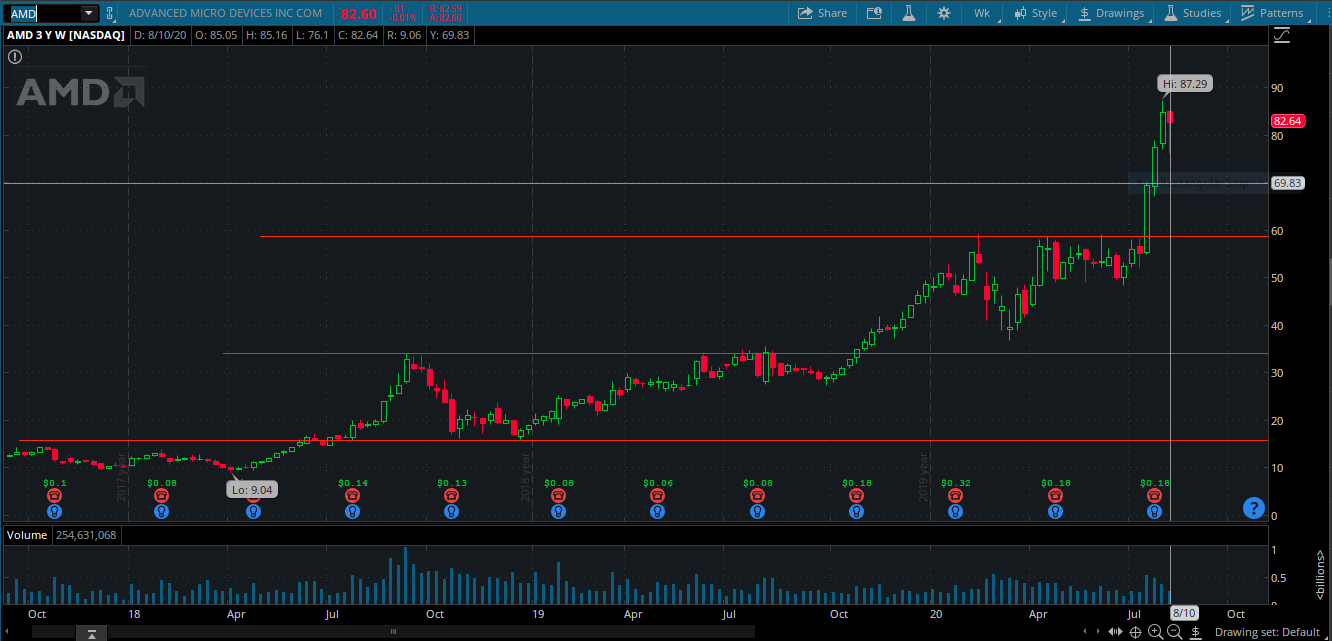 AMD ADVANCED MICRO DEVICES INC COM 82.60 -.01 -0.01% B: 82.59 A: 82.60 Share Wk Style $ Drawings Studies Patterns
AMD 3 Y W [NASDAQ] D: 8/10/20 O: 85.05 H: 85.16 L: 76.1 C: 82.64 R: 9.06 Y: 69.83
AMD
Hi: 87.29
90
82.64
80
69.83
60
50
40
30
20
10
0
2017 year
2018 year
2019 year
Lo: 9.04
$0.1 $0.08 $0.14 $0.13 $0.08 $0.06 $0.08 $0.18 $0.32 $0.18 $0.18
?
Volume 254,631,068
1
0.5
0
<billions>
Oct 18 Apr Jul Oct 19 Apr Jul Oct 20 Apr Jul 8/10 Oct
$ Drawing set: Default